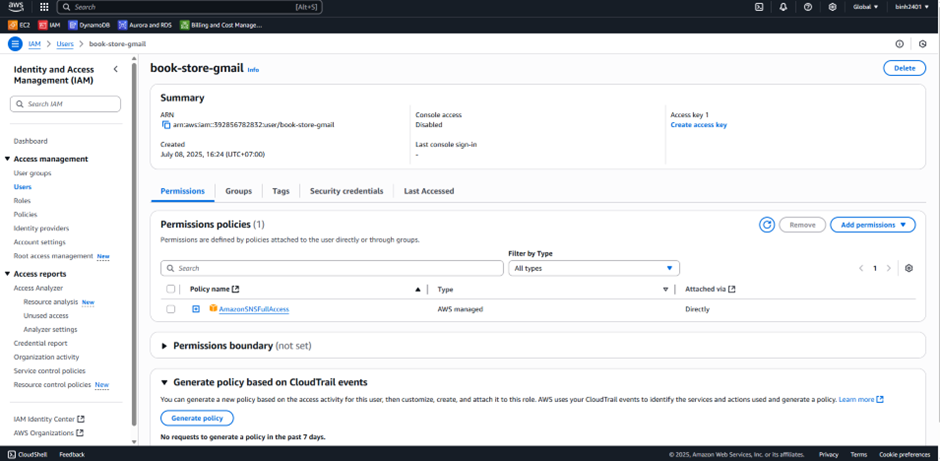 aws
Search
[Alt+S]
Global
binh2401
EC2
IAM
DynamoDB
Aurora and RDS
Billing and Cost Manage...
IAM > Users > book-store-gmail
Identity and Access Management (IAM)
Search IAM
Dashboard
Access management
User groups
Users
Roles
Policies
Identity providers
Account settings
Root access management New
Access reports
Access Analyzer
Resource analysis New
Unused access
Analyzer settings
Credential report
Organization activity
Service control policies
Resource control policies New
IAM Identity Center
AWS Organizations
book-store-gmail Info
Delete
Summary
ARN
arn:aws:iam::392856782832:user/book-store-gmail
Console access
Disabled
Access key 1
Create access key
Created
July 08, 2025, 16:24 (UTC+07:00)
Last console sign-in
-
Permissions
Groups
Tags
Security credentials
Last Accessed
Permissions policies (1)
Remove
Add permissions
Permissions are defined by policies attached to the user directly or through groups.
Filter by Type
Search
All types
1
Policy name
Type
Attached via
AmazonSNSFullAccess
AWS managed
Directly
Permissions boundary (not set)
Generate policy based on CloudTrail events
You can generate a new policy based on the access activity for this user, then customize, create, and attach it to this role. AWS uses your CloudTrail events to identify the services and actions used and generate a policy. Learn more
Generate policy
No requests to generate a policy in the past 7 days.
CloudShell
Feedback
© 2025, Amazon Web Services, Inc. or its affiliates.
Privacy
Terms
Cookie preferences